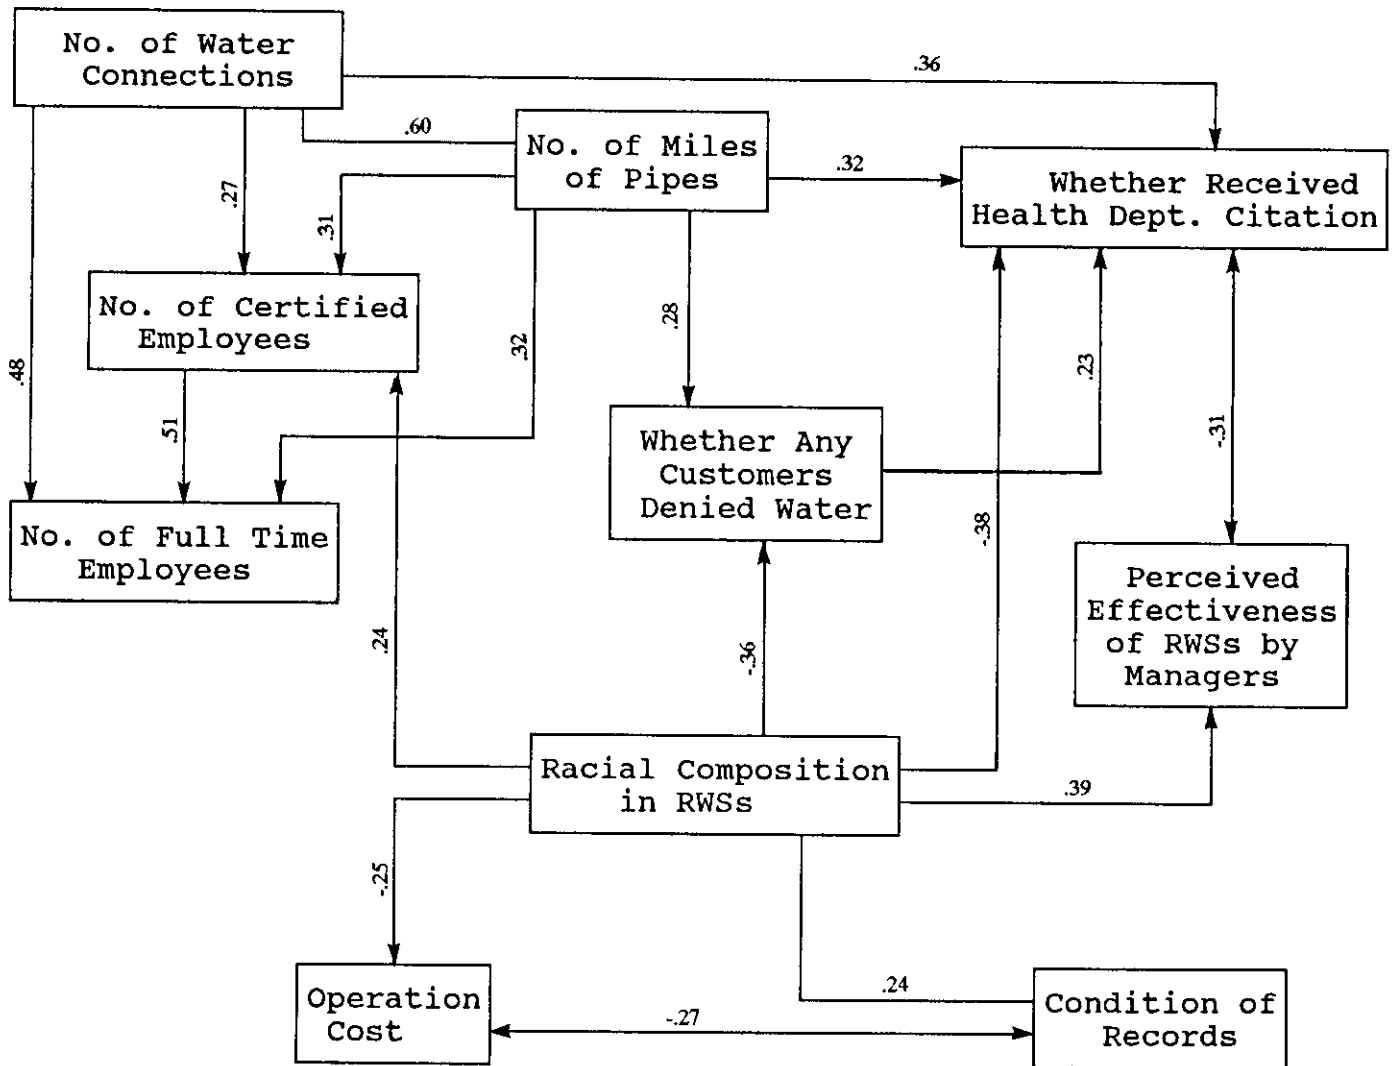 No. of Water
Connections
.36
.60
No. of Miles
of Pipes
.32
Whether Received
Health Dept. Citation
.27
.31
No. of Certified
Employees
.48
.51
.32
.28
.23
-.31
Whether Any
Customers
Denied Water
-.38
No. of Full Time
Employees
Perceived
Effectiveness
of RWSs by
Managers
.24
-.36
Racial Composition
in RWSs
.39
-.25
Operation
Cost
.24
-.27
Condition of
Records